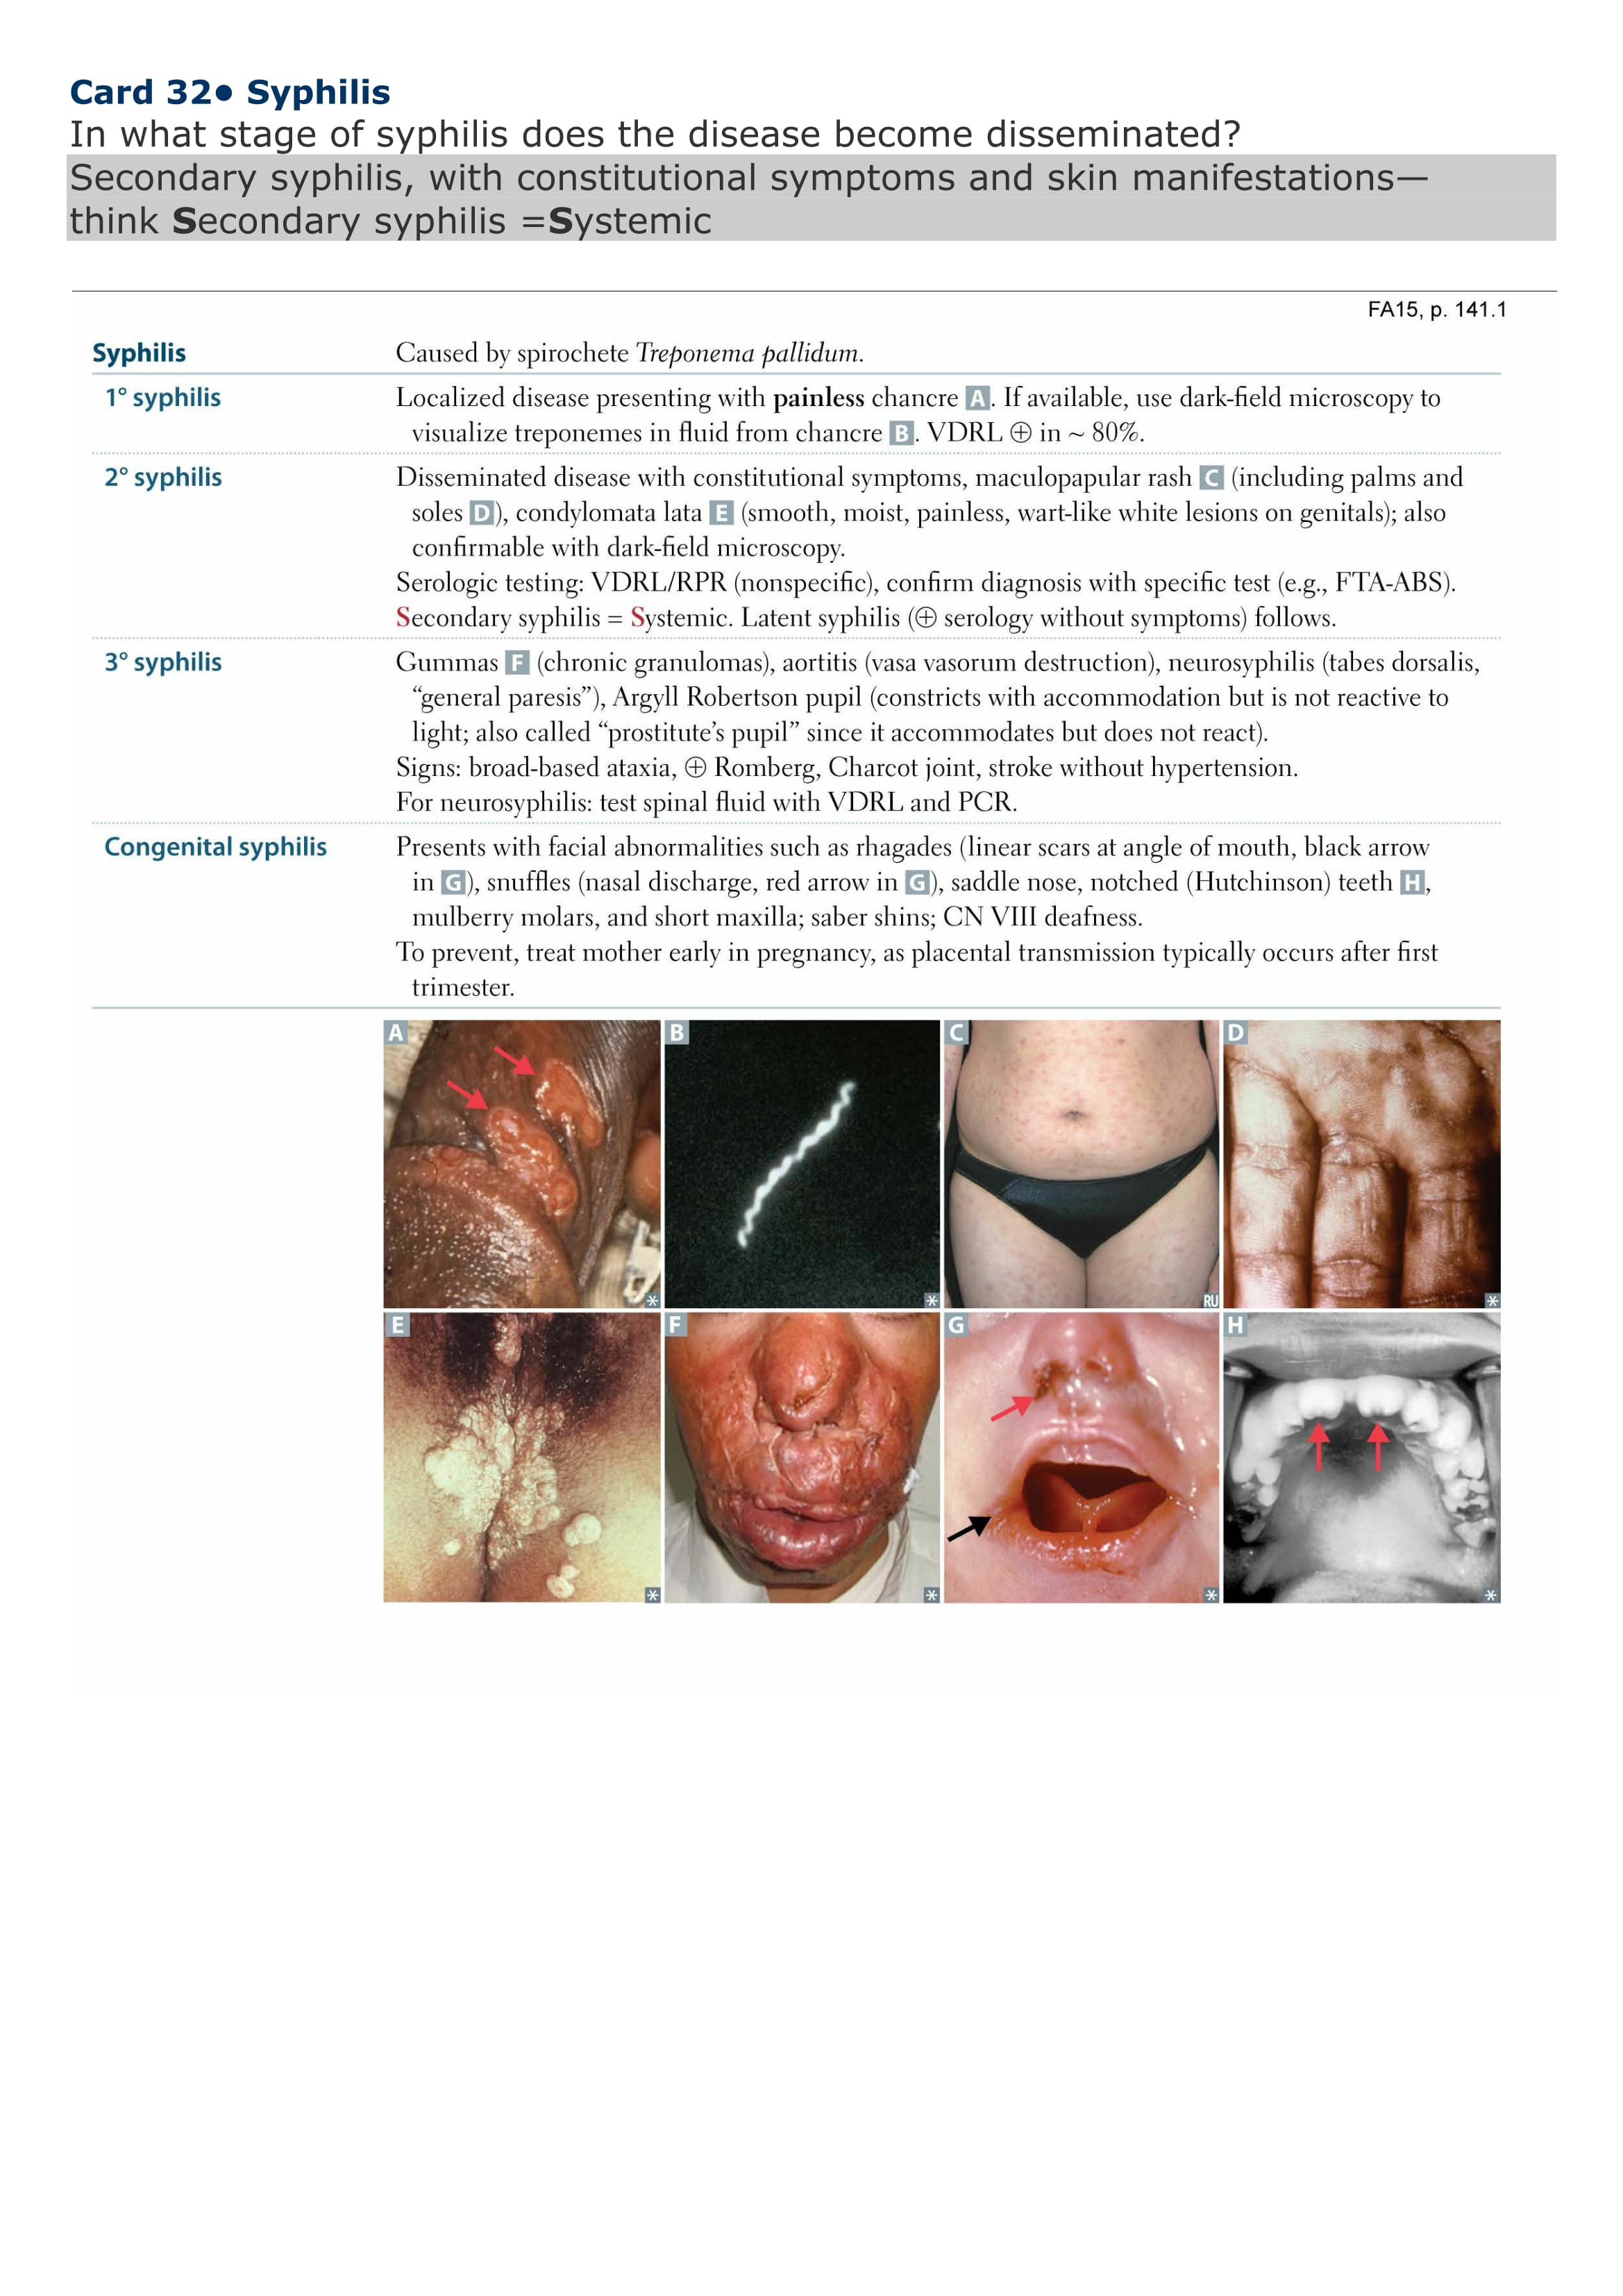 Card 32● Syphilis
In what stage of syphilis does the disease become disseminated?
Secondary syphilis, with constitutional symptoms and skin manifestations—
think Secondary syphilis =Systemic
FA15, p. 141.1
Syphilis Caused by spirochete Treponema pallidum.
1° syphilis Localized disease presenting with painless chancre A. If available, use dark-field microscopy to
visualize treponemes in fluid from chancre B. VDRL ⊕ in ~ 80%.
2° syphilis Disseminated disease with constitutional symptoms, maculopapular rash C (including palms and
soles D), condylomata lata E (smooth, moist, painless, wart-like white lesions on genitals); also
confirmable with dark-field microscopy.
Serologic testing: VDRL/RPR (nonspecific), confirm diagnosis with specific test (e.g., FTA-ABS).
Secondary syphilis = Systemic. Latent syphilis (⊕ serology without symptoms) follows.
3° syphilis Gummas F (chronic granulomas), aortitis (vasa vasorum destruction), neurosyphilis (tabes dorsalis,
“general paresis”), Argyll Robertson pupil (constricts with accommodation but is not reactive to
light; also called “prostitute’s pupil” since it accommodates but does not react).
Signs: broad-based ataxia, ⊕ Romberg, Charcot joint, stroke without hypertension.
For neurosyphilis: test spinal fluid with VDRL and PCR.
Congenital syphilis Presents with facial abnormalities such as rhagades (linear scars at angle of mouth, black arrow
in G), snuffles (nasal discharge, red arrow in G), saddle nose, notched (Hutchinson) teeth H,
mulberry molars, and short maxilla; saber shins; CN VIII deafness.
To prevent, treat mother early in pregnancy, as placental transmission typically occurs after first
trimester.
A B C D
* * RU *
E F G H
* * * *